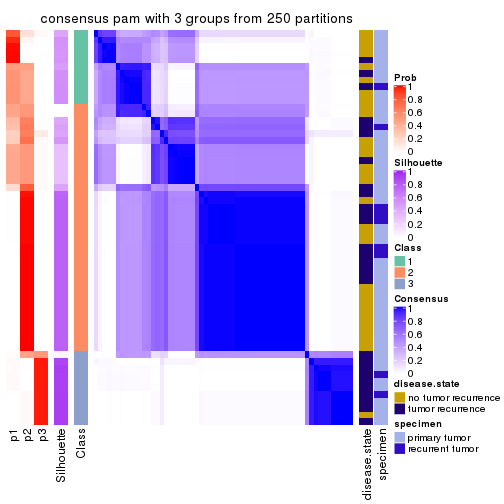 consensus pam with 3 groups from 250 partitions
Prob
1
0.8
0.6
0.4
0.2
0
Silhouette
1
0.8
0.6
0.4
0.2
0
Class
1
2
3
Consensus
1
0.8
0.6
0.4
0.2
0
disease.state
no tumor recurrence
tumor recurrence
specimen
primary tumor
recurrent tumor
p1
p2
p3
Silhouette
Class
disease.state
specimen